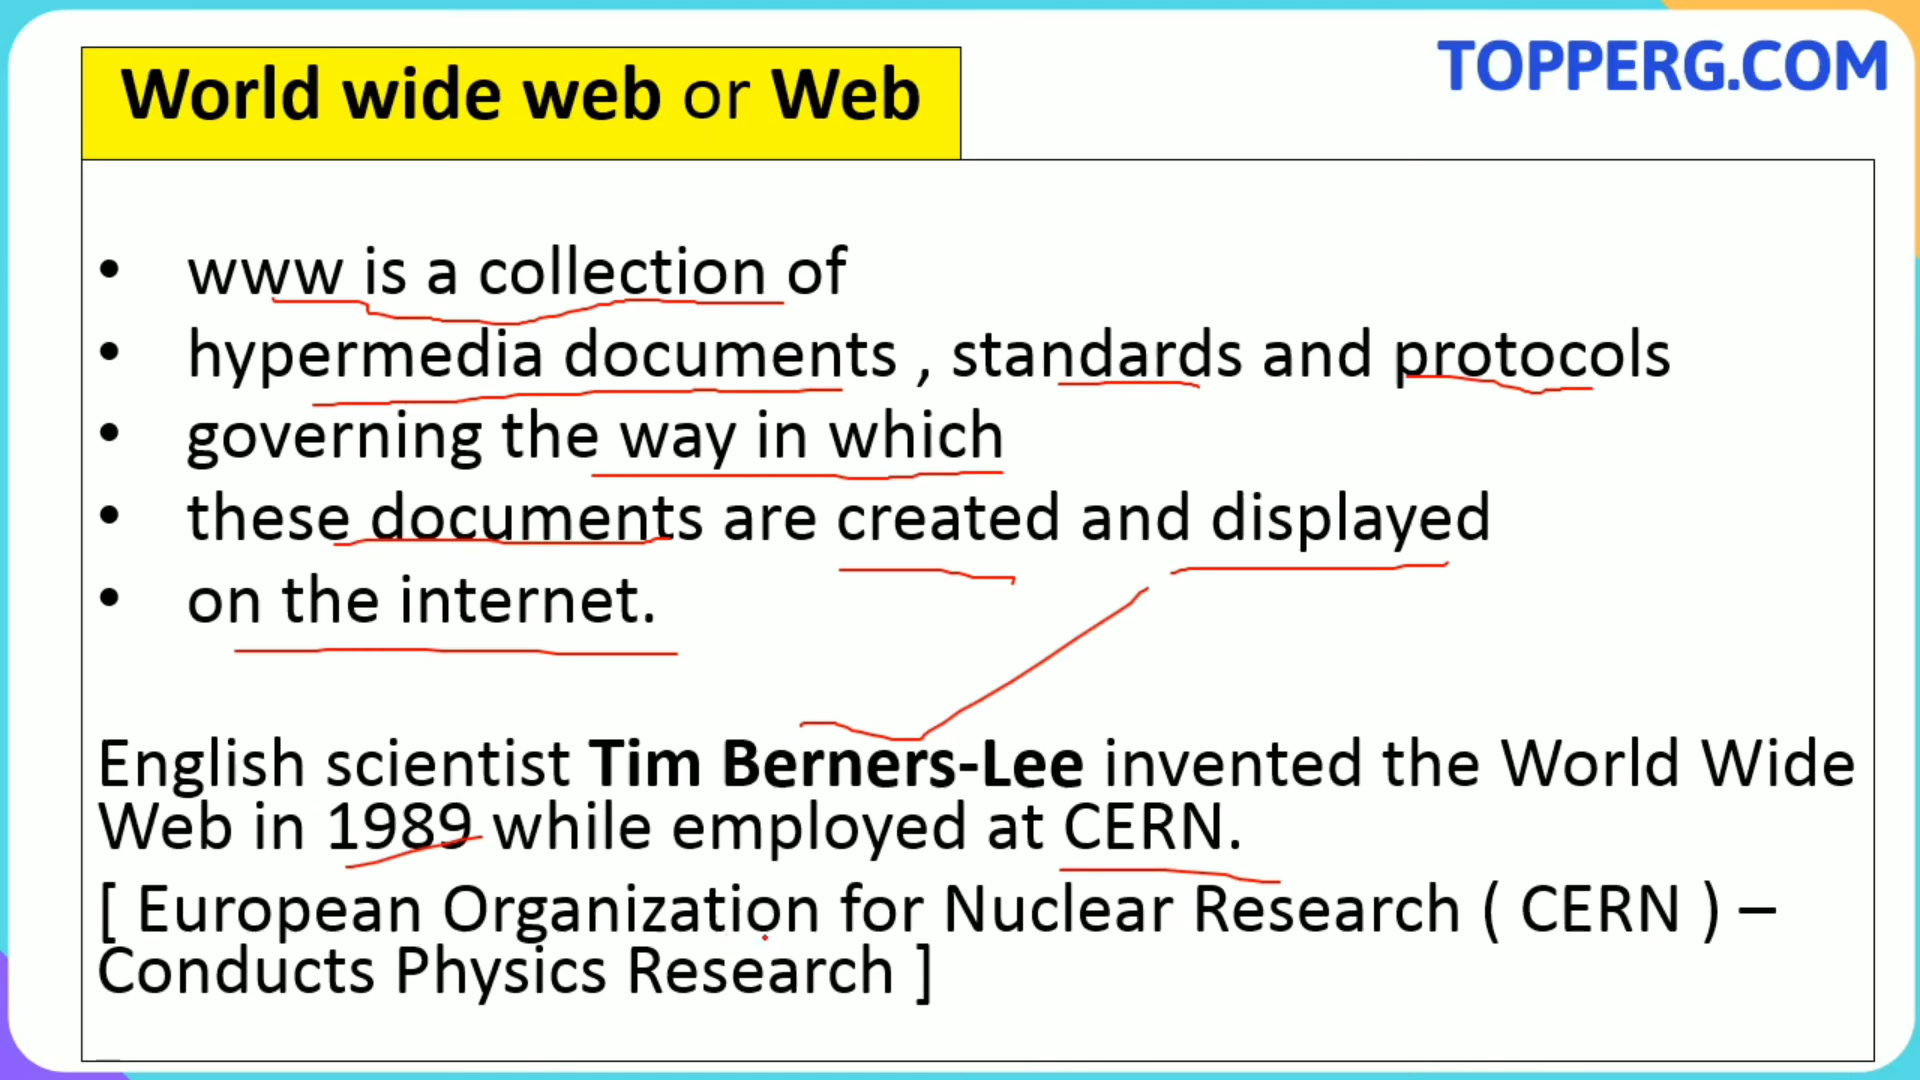 World wide web or Web
TOPPERG.COM
• www is a collection of
• hypermedia documents , standards and protocols
• governing the way in which
• these documents are created and displayed
• on the internet.
English scientist Tim Berners-Lee invented the World Wide
Web in 1989 while employed at CERN.
[ European Organization for Nuclear Research ( CERN ) –
Conducts Physics Research ]